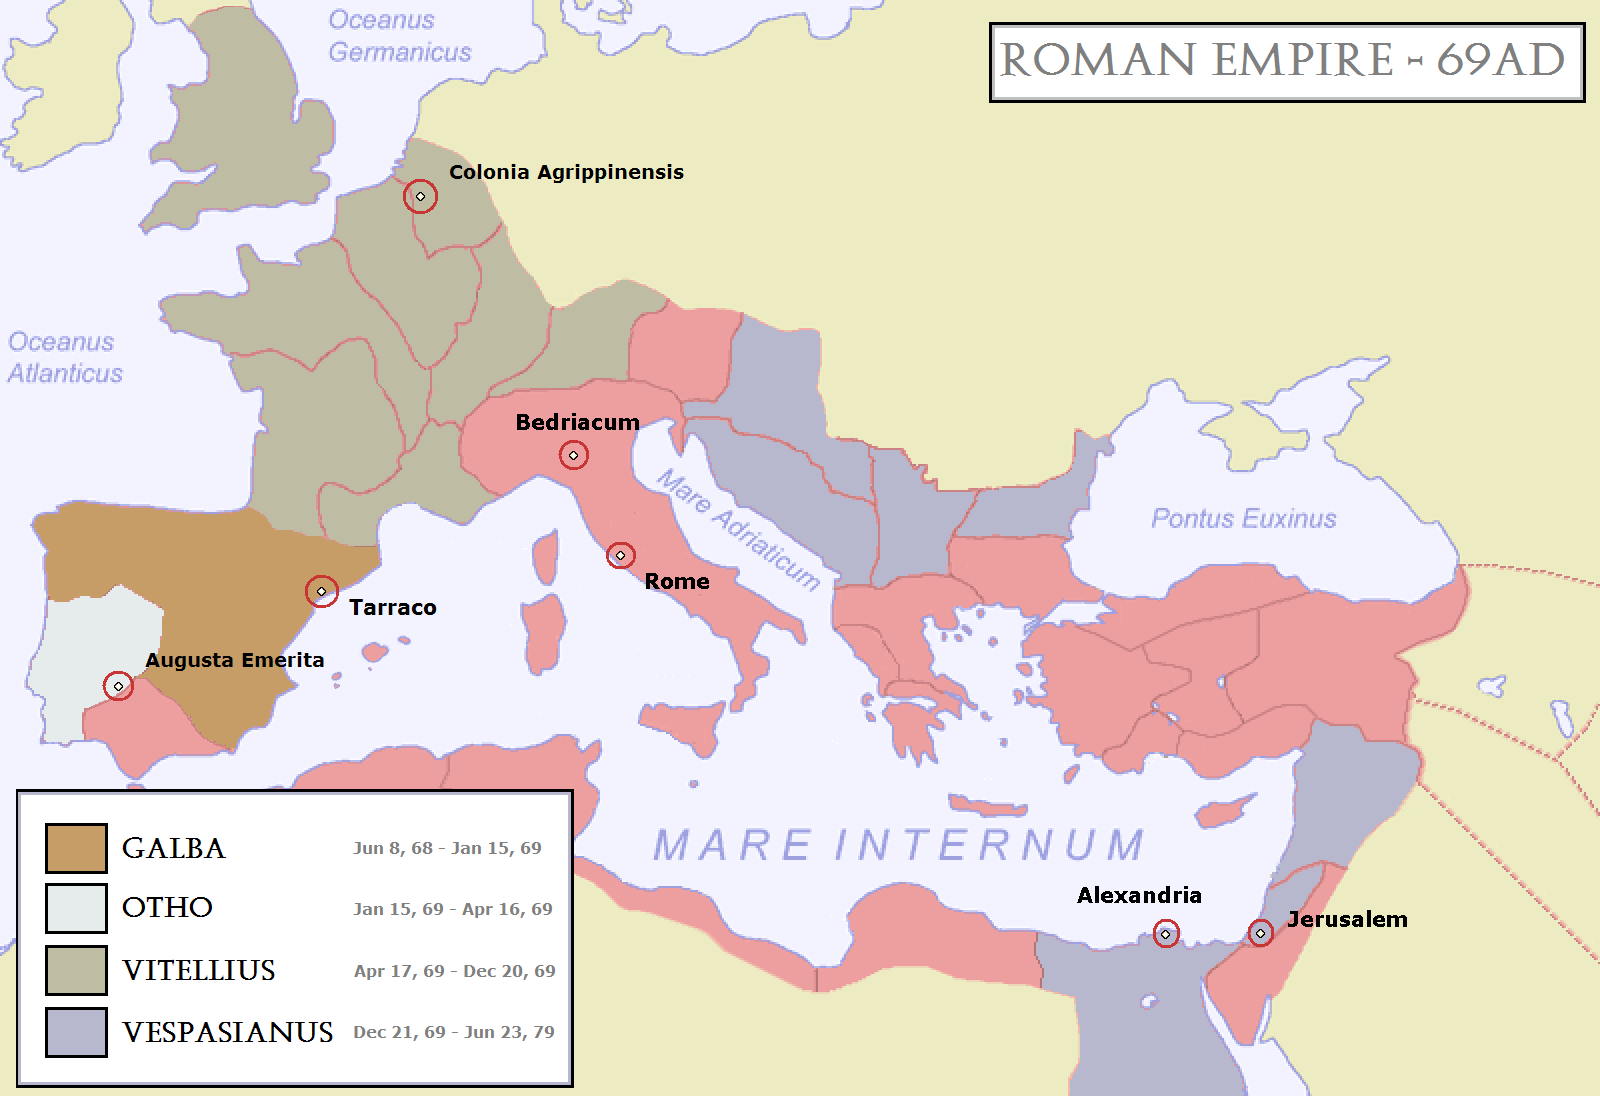 Oceanus
Germanicus
ROMAN EMPIRE - 69AD
Colonia Agrippinensis
Oceanus
Atlanticus
Bedriacum
Mare Adriaticum
Pontus Euxinus
Rome
Tarraco
Augusta Emerita
MARE INTERNUM
Alexandria
Jerusalem
GALBA Jun 8, 68 - Jan 15, 69
OTHO Jan 15, 69 - Apr 16, 69
VITELLIUS Apr 17, 69 - Dec 20, 69
VESPASIANUS Dec 21, 69 - Jun 23, 79